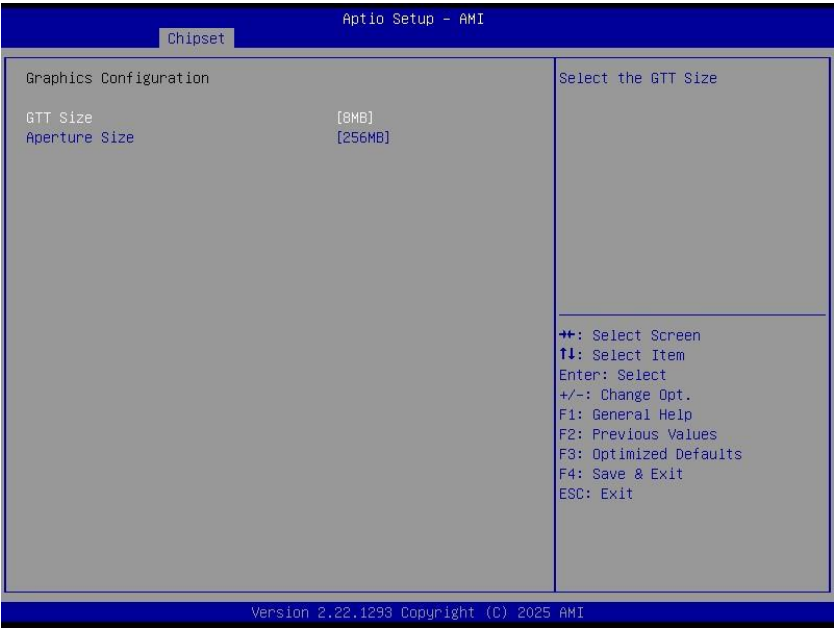 Aptio Setup - AMI
Chipset
Graphics Configuration
GTT Size [8MB]
Aperture Size [256MB]
Select the GTT Size
→←: Select Screen
↑↓: Select Item
Enter: Select
+/-: Change Opt.
F1: General Help
F2: Previous Values
F3: Optimized Defaults
F4: Save & Exit
ESC: Exit
Version 2.22.1293 Copyright (C) 2025 AMI